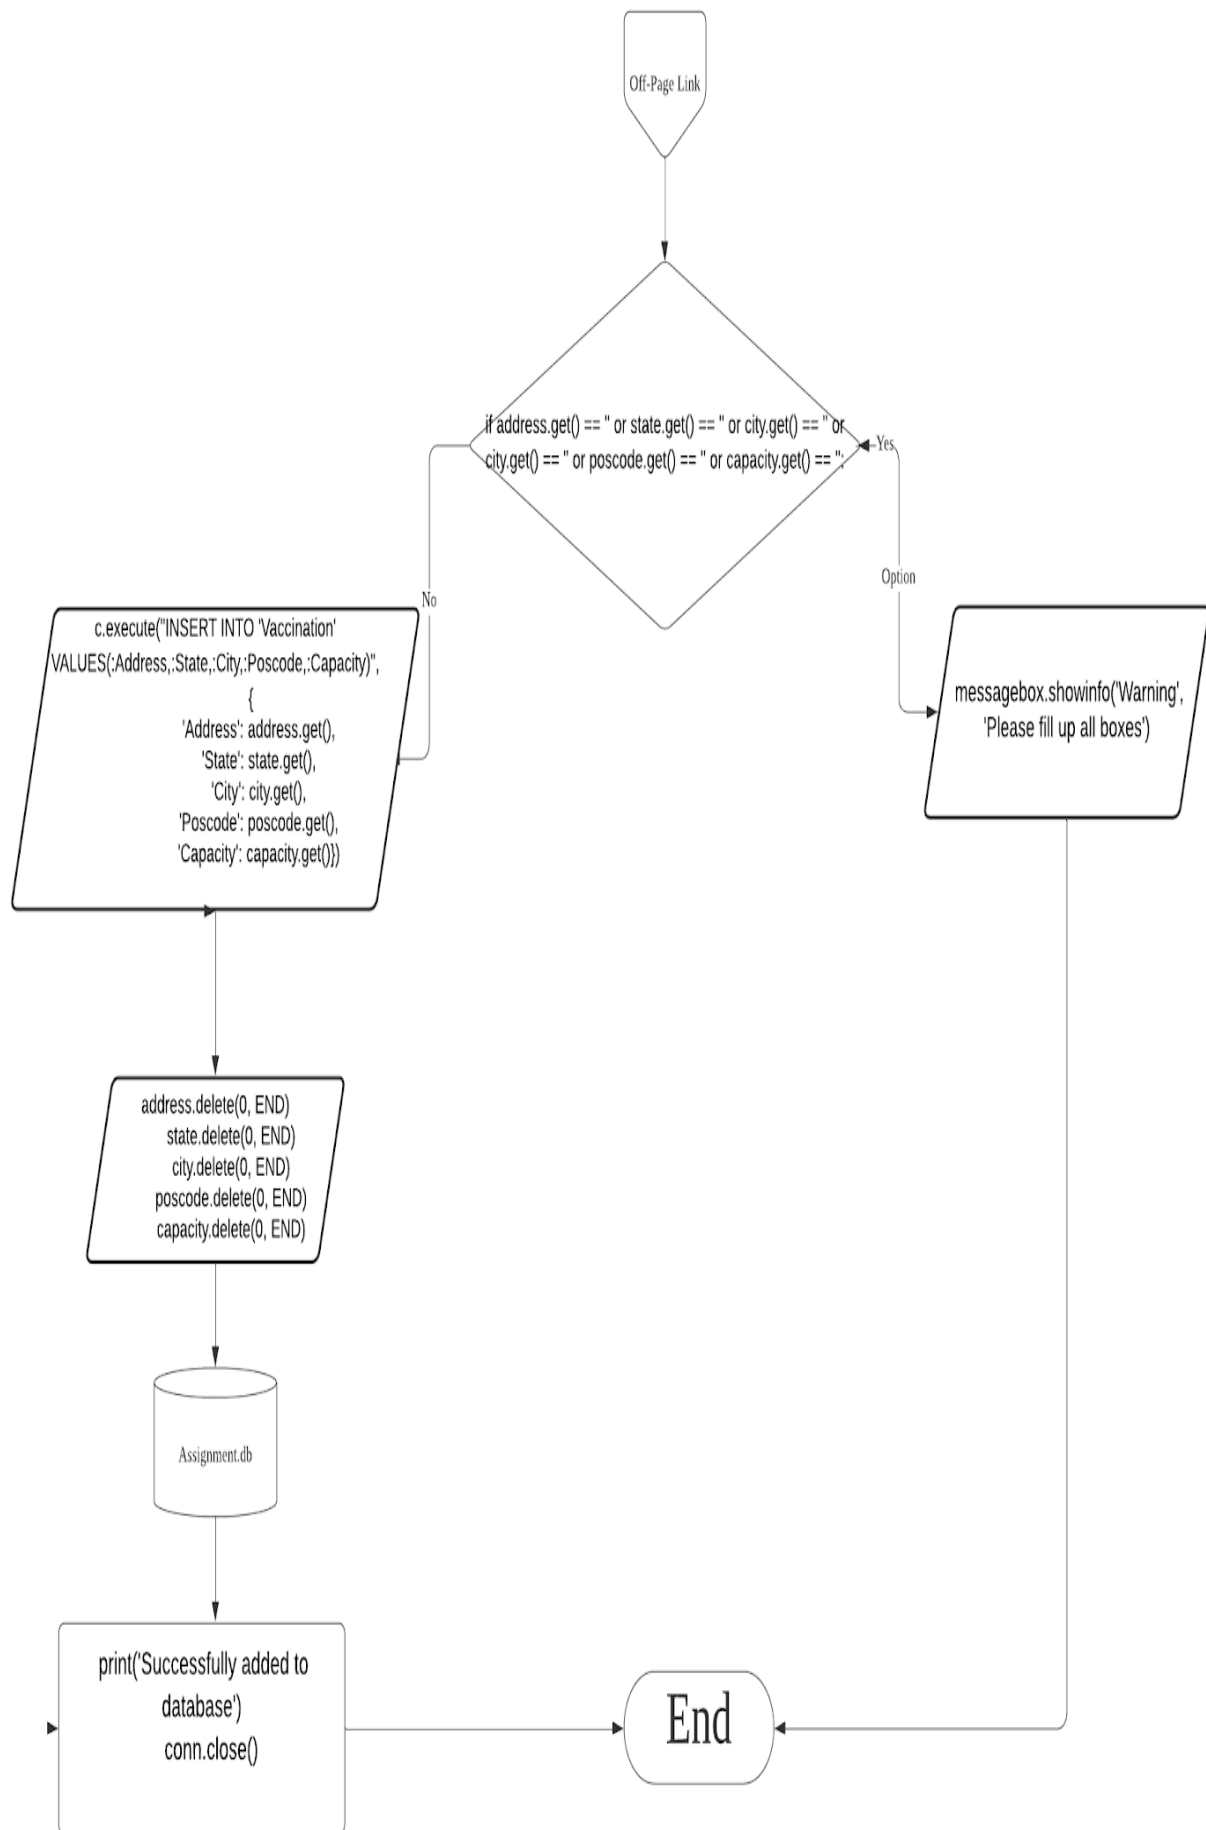 Off-Page Link
if address.get() == '' or state.get() == '' or city.get() == '' or
city.get() == '' or poscode.get() == '' or capacity.get() == '':
Yes
Option
No
c.execute("INSERT INTO 'Vaccination'
VALUES(:Address,:State,:City,:Poscode,:Capacity)",
{
'Address': address.get(),
'State': state.get(),
'City': city.get(),
'Poscode': poscode.get(),
'Capacity': capacity.get()})
messagebox.showinfo('Warning',
'Please fill up all boxes')
address.delete(0, END)
state.delete(0, END)
city.delete(0, END)
poscode.delete(0, END)
capacity.delete(0, END)
Assignment.db
print('Successfully added to
database')
conn.close()
End